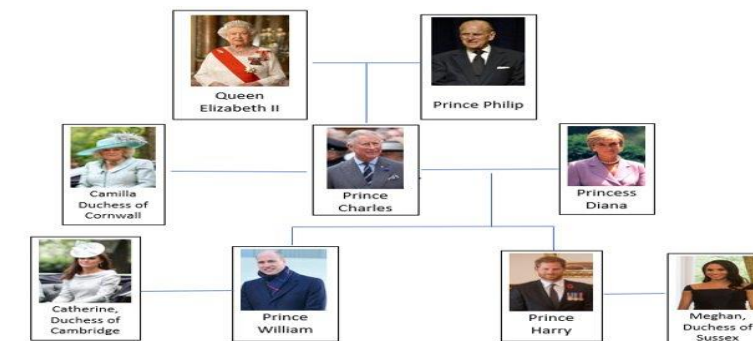 Queen
Elizabeth II
Prince Philip
Camilla
Duchess of
Cornwall
Prince
Charles
Princess
Diana
Catherine,
Duchess of
Cambridge
Prince
William
Prince
Harry
Meghan,
Duchess of
Sussex